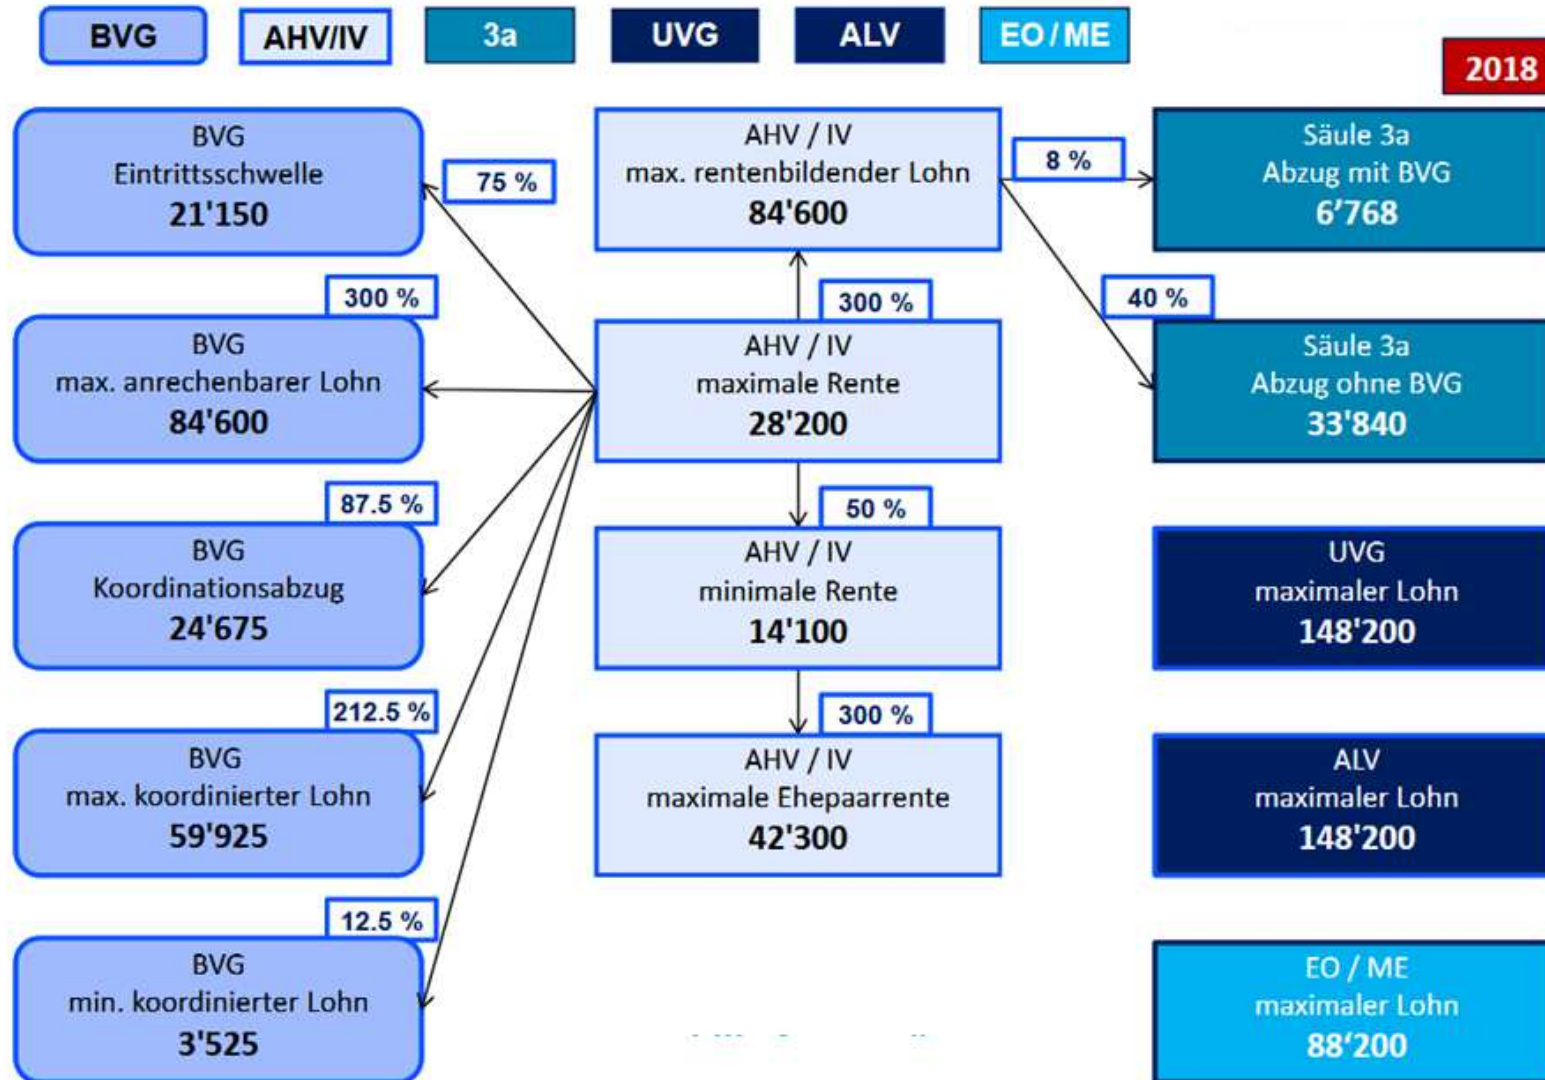 BVG
AHV/IV
3a
UVG
ALV
EO / ME
2018
BVG
Eintrittsschwelle
21'150
75 %
AHV / IV
max. rentenbildender Lohn
84'600
8 %
Säule 3a
Abzug mit BVG
6’768
300 %
BVG
max. anrechenbarer Lohn
84'600
300 %
AHV / IV
maximale Rente
28'200
40 %
Säule 3a
Abzug ohne BVG
33'840
87.5 %
BVG
Koordinationsabzug
24'675
50 %
AHV / IV
minimale Rente
14'100
UVG
maximaler Lohn
148'200
212.5 %
BVG
max. koordinierter Lohn
59'925
300 %
AHV / IV
maximale Ehepaarrente
42'300
ALV
maximaler Lohn
148'200
12.5 %
BVG
min. koordinierter Lohn
3'525
EO / ME
maximaler Lohn
88‘200